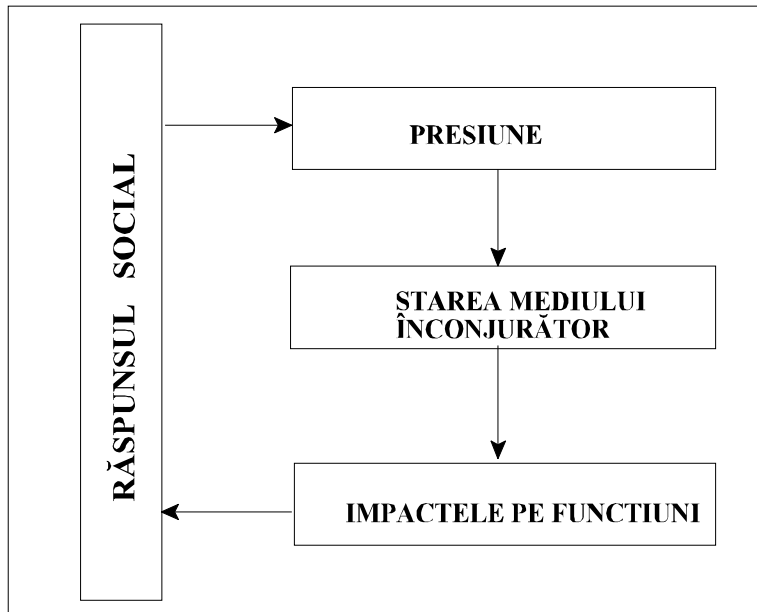 RĂSPUNSUL SOCIAL
PRESIUNE
STAREA MEDIULUI
ÎNCONJURĂTOR
IMPACTELE PE FUNCTIUNI